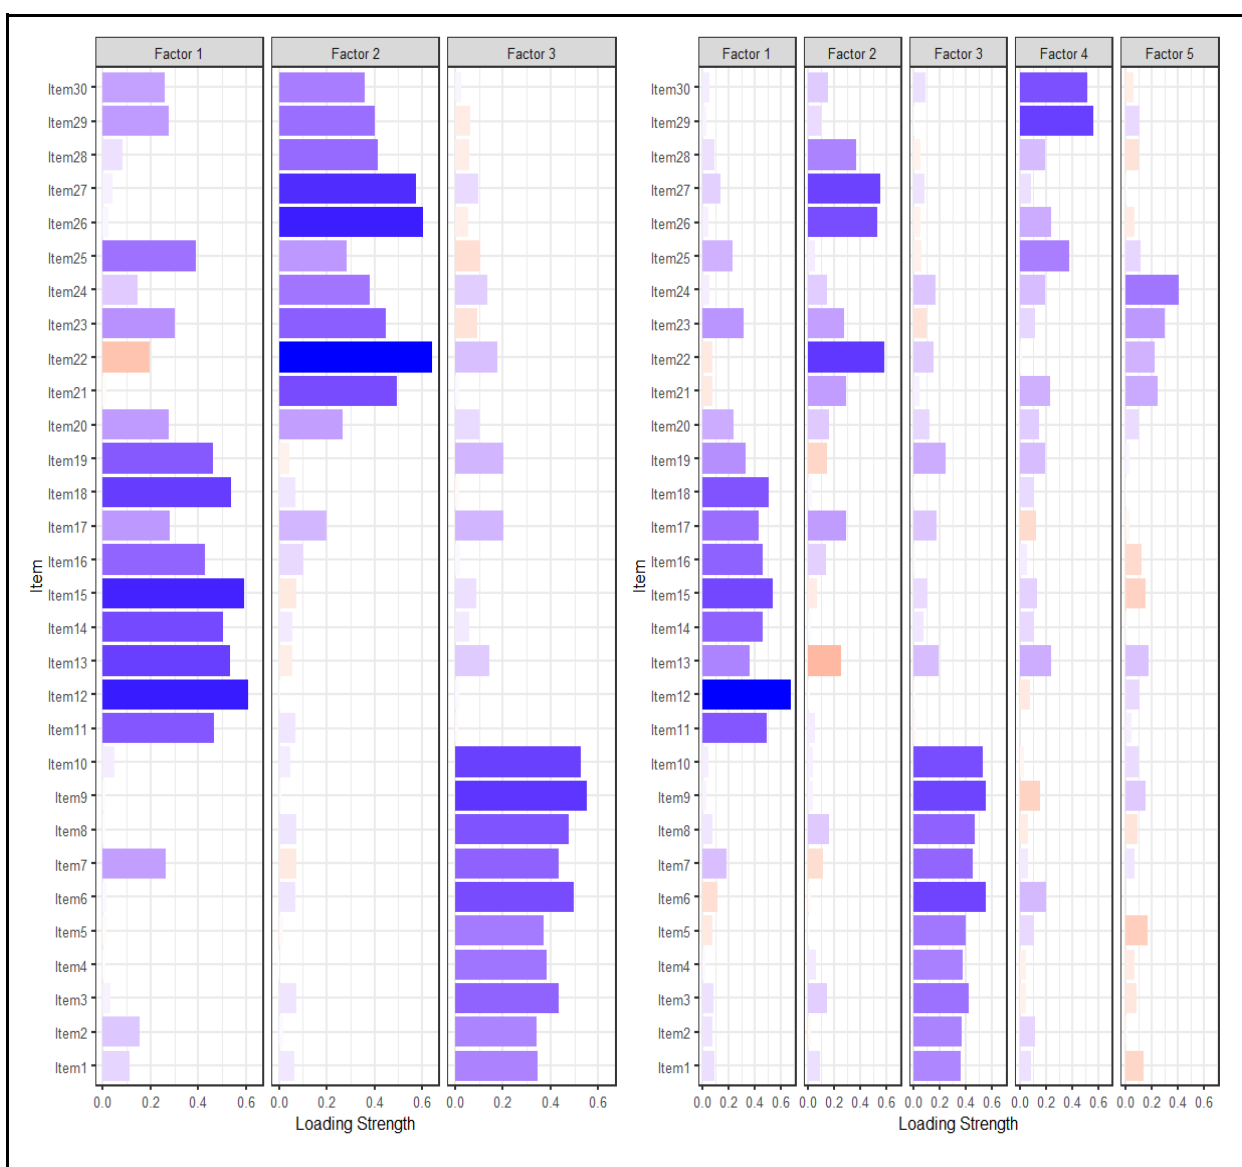 Factor 1 Factor 2 Factor 3
Item30
Item29
Item28
Item27
Item26
Item25
Item24
Item23
Item22
Item21
Item20
Item19
Item18
Item17
Item16
Item15
Item14
Item13
Item12
Item11
Item10
Item9
Item8
Item7
Item6
Item5
Item4
Item3
Item2
Item1
Item
0.0 0.2 0.4 0.6 0.0 0.2 0.4 0.6 0.0 0.2 0.4 0.6
Loading Strength
Factor 1 Factor 2 Factor 3 Factor 4 Factor 5
Item30
Item29
Item28
Item27
Item26
Item25
Item24
Item23
Item22
Item21
Item20
Item19
Item18
Item17
Item16
Item15
Item14
Item13
Item12
Item11
Item10
Item9
Item8
Item7
Item6
Item5
Item4
Item3
Item2
Item1
Item
0.0 0.2 0.4 0.6 0.0 0.2 0.4 0.6 0.0 0.2 0.4 0.6 0.0 0.2 0.4 0.6 0.0 0.2 0.4 0.6
Loading Strength